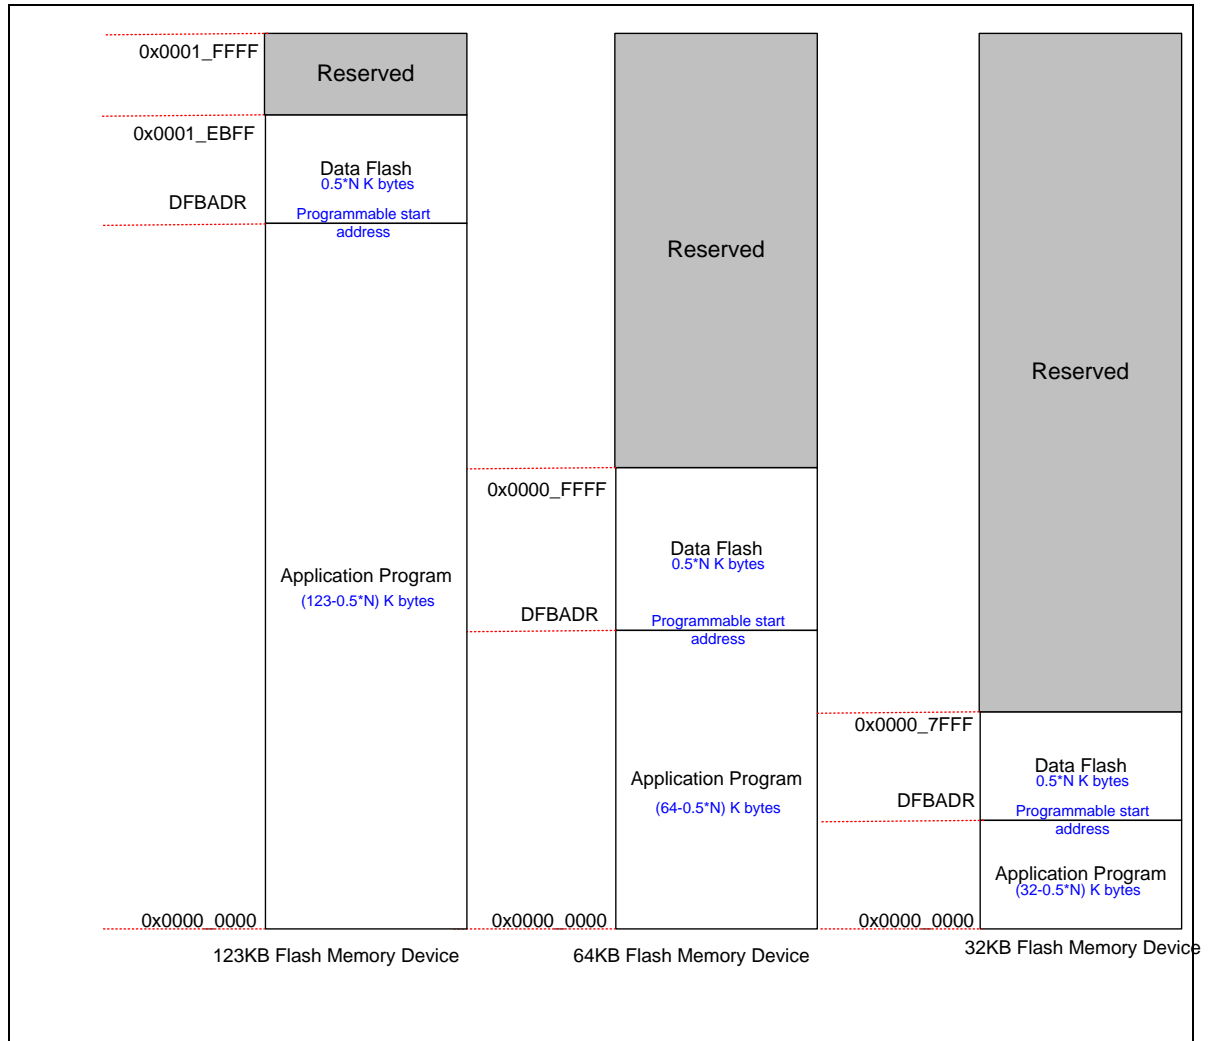 0x0001_FFFF
Reserved
0x0001_EBFF
Data Flash
0.5*N K bytes
DFBADR
Programmable start
address
Application Program
(123-0.5*N) K bytes
0x0000_0000
123KB Flash Memory Device
Reserved
0x0000_FFFF
Data Flash
0.5*N K bytes
DFBADR
Programmable start
address
Application Program
(64-0.5*N) K bytes
0x0000_0000
64KB Flash Memory Device
Reserved
0x0000_7FFF
Data Flash
0.5*N K bytes
DFBADR
Programmable start
address
Application Program
(32-0.5*N) K bytes
0x0000_0000
32KB Flash Memory Device